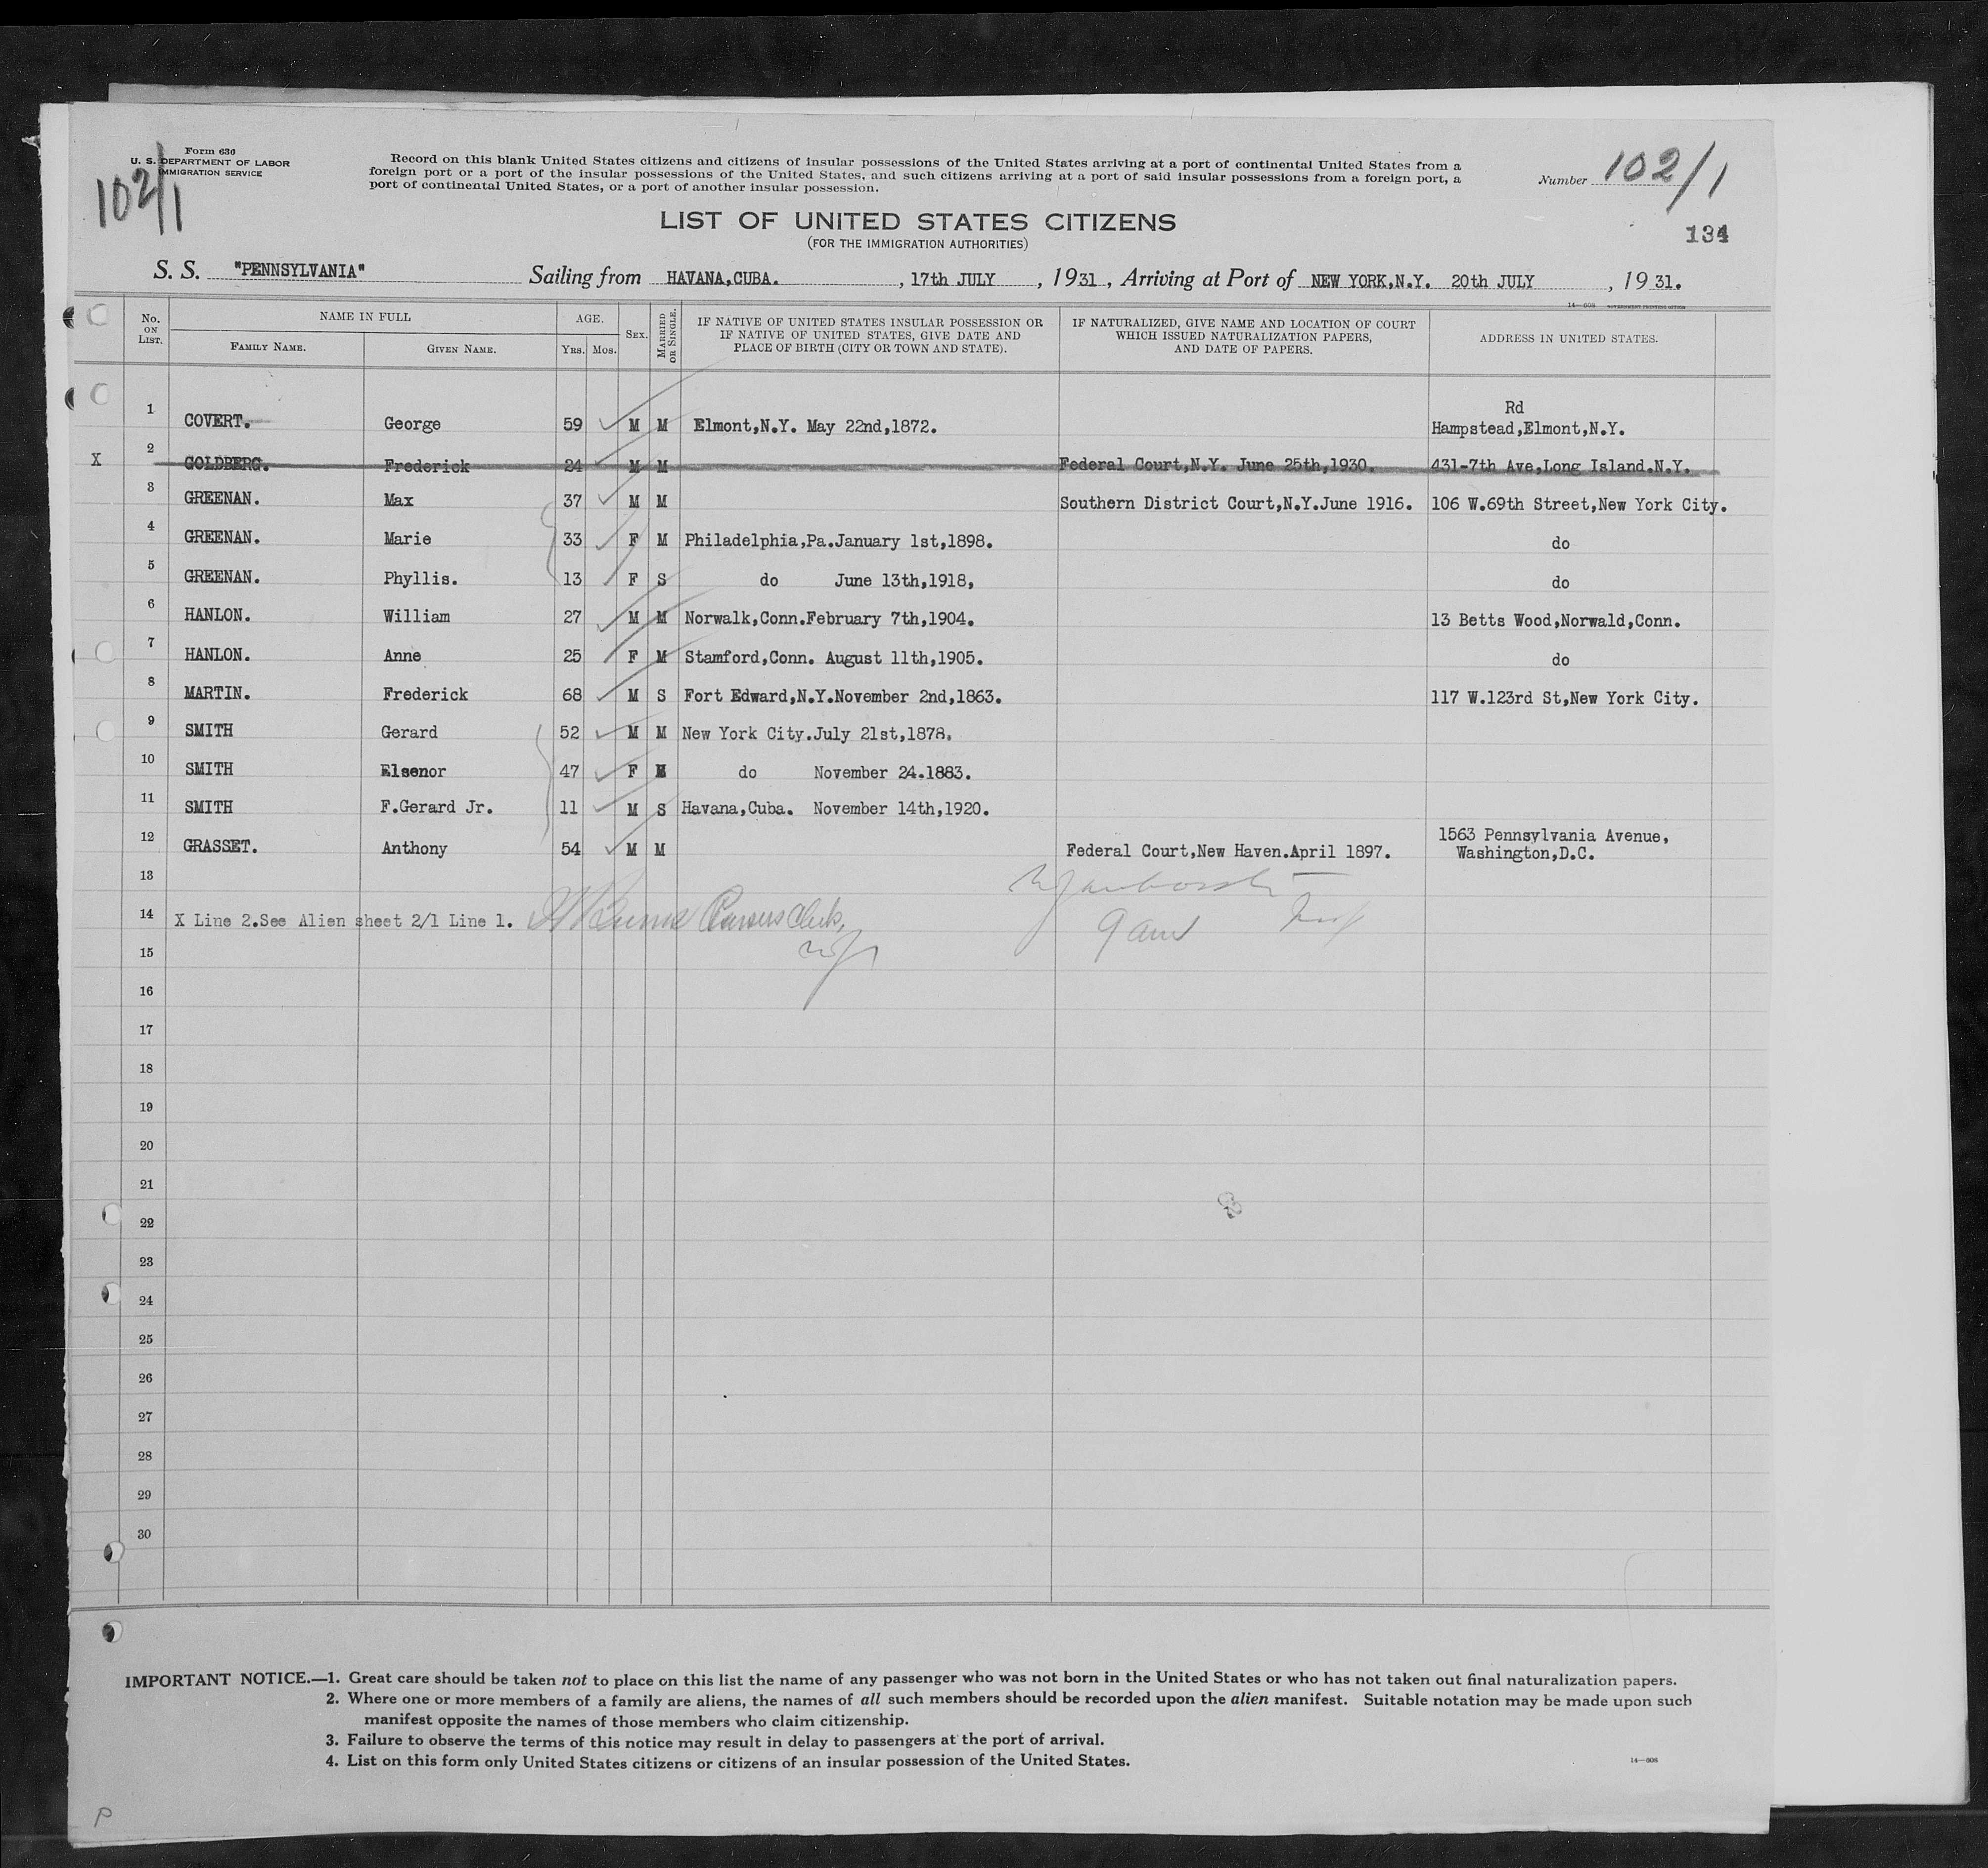 Form 636
U. S. DEPARTMENT OF LABOR
IMMIGRATION SERVICE
102/1
Record on this blank United States citizens and citizens of insular possessions of the United States arriving at a port of continental United States from a
foreign port or a port of the insular possessions of the United States, and such citizens arriving at a port of said insular possessions from a foreign port, a
port of continental United States, or a port of another insular possession.
Number 102/1
134
LIST OF UNITED STATES CITIZENS
(FOR THE IMMIGRATION AUTHORITIES)
S. S. "PENNSYLVANIA" Sailing from HAVANA,CUBA. , 17th JULY , 1931 , Arriving at Port of NEW YORK,N.Y. 20th JULY , 1931.
14—608 GOVERNMENT PRINTING OFFICE
No. ON LIST. NAME IN FULL FAMILY NAME. GIVEN NAME. AGE. YRS. MOS. SEX. MARRIED OR SINGLE. IF NATIVE OF UNITED STATES INSULAR POSSESSION OR IF NATIVE OF UNITED STATES, GIVE DATE AND PLACE OF BIRTH (CITY OR TOWN AND STATE). IF NATURALIZED, GIVE NAME AND LOCATION OF COURT WHICH ISSUED NATURALIZATION PAPERS, AND DATE OF PAPERS. ADDRESS IN UNITED STATES.
Rd
1 COVERT. George 59 M M Elmont,N.Y. May 22nd,1872. Hampstead,Elmont,N.Y.
X 2 GOLDBERG. Frederick 24 M M Federal Court,N.Y. June 25th,1930. 431-7th Ave,Long Island.N.Y.
3 GREENAN. Max 37 M M Southern District Court,N.Y.June 1916. 106 W.69th Street,New York City.
4 GREENAN. Marie 33 F M Philadelphia,Pa.January 1st,1898. do
5 GREENAN. Phyllis. 13 F S do June 13th,1918, do
6 HANLON. William 27 M M Norwalk,Conn.February 7th,1904. 13 Betts Wood,Norwald,Conn.
7 HANLON. Anne 25 F M Stamford,Conn. August 11th,1905. do
8 MARTIN. Frederick 68 M S Fort Edward,N.Y.November 2nd,1863. 117 W.123rd St,New York City.
9 SMITH Gerard 52 M M New York City.July 21st,1878.
10 SMITH Elsenor 47 F M do November 24.1883.
11 SMITH F.Gerard Jr. 11 M S Havana,Cuba. November 14th,1920.
12 GRASSET. Anthony 54 M M Federal Court,New Haven.April 1897. 1563 Pennsylvania Avenue,
Washington,D.C.
13
14 X Line 2.See Alien sheet 2/1 Line 1. Pursers Clerk,
15
16
17
18
19
20
21
22
23
24
25
26
27
28
29
30
IMPORTANT NOTICE.—1. Great care should be taken not to place on this list the name of any passenger who was not born in the United States or who has not taken out final naturalization papers.
2. Where one or more members of a family are aliens, the names of all such members should be recorded upon the alien manifest. Suitable notation may be made upon such
manifest opposite the names of those members who claim citizenship.
3. Failure to observe the terms of this notice may result in delay to passengers at the port of arrival.
4. List on this form only United States citizens or citizens of an insular possession of the United States.
14—608
P